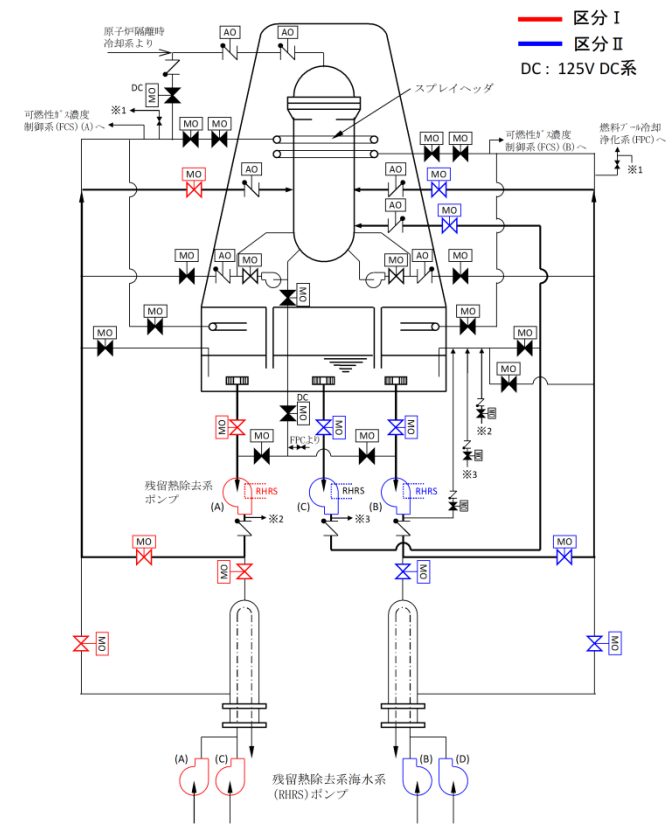 区分Ⅰ
区分Ⅱ
DC : 125V DC系
原子炉隔離時
冷却系より
AO
AO
DC
MO
スプレイヘッダ
可燃性ｶﾞｽ濃度
制御系(FCS)(A)へ
※1
MO
MO
MO
MO
可燃性ｶﾞｽ濃度
制御系(FCS)(B)へ
燃料ﾌﾟｰﾙ冷却
浄化系(FPC)へ
※1
MO
AO
AO
MO
AO
MO
MO
AO
MO
MO
AO
MO
MO
MO
MO
MO
MO
DC
MO
MO
MO
MO
MO
FPCより
MO
※2
※3
残留熱除去系
ポンプ
(A)
RHRS
(C)
RHRS
(B)
RHRS
※2
※3
MO
MO
MO
MO
MO
MO
(A)
(C)
残留熱除去系海水系
(RHRS)ポンプ
(B)
(D)